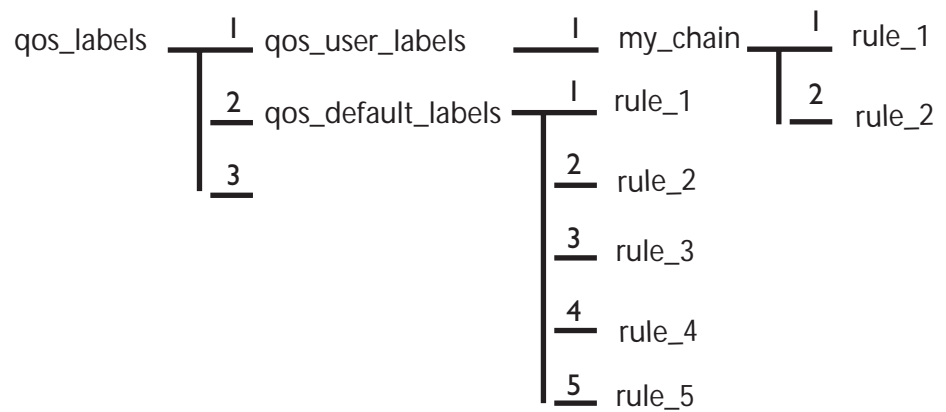 qos_labels 1 qos_user_labels 1 my_chain 1 rule_1
2 rule_2
2 qos_default_labels 1 rule_1
3
2 rule_2
3 rule_3
4 rule_4
5 rule_5